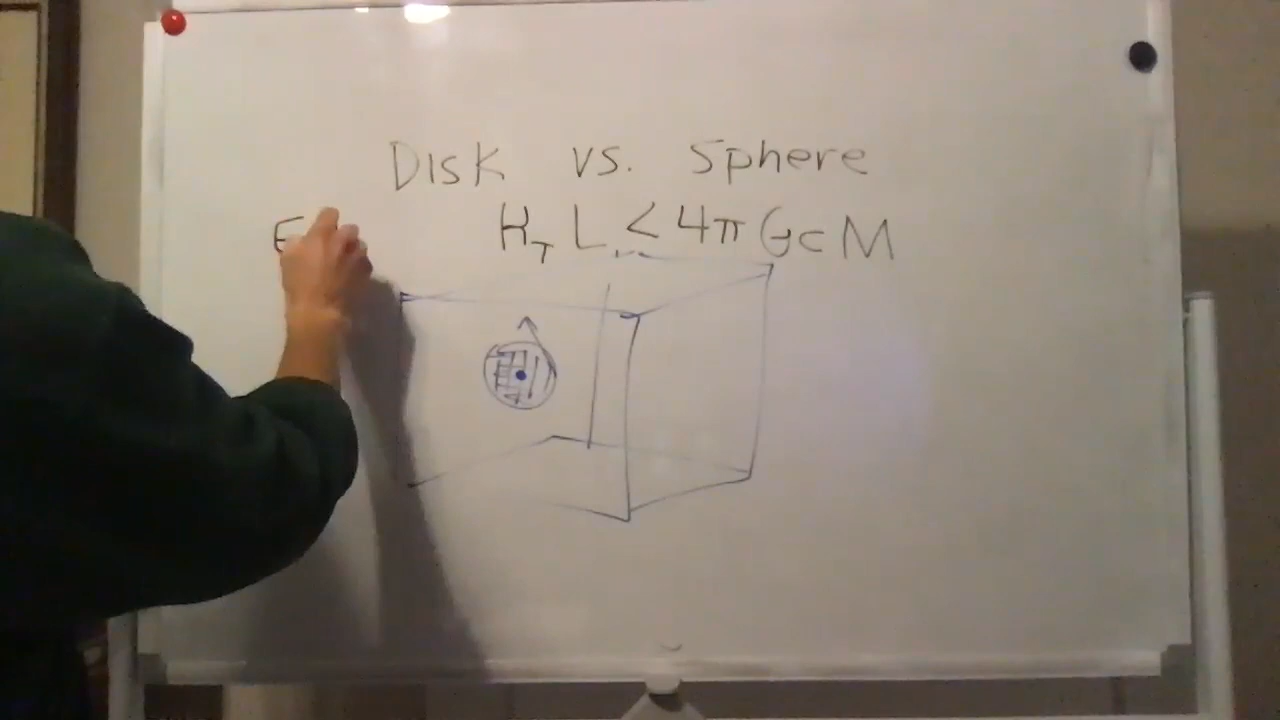 Disk vs. Sphere
E
K_T L < 4π G c M